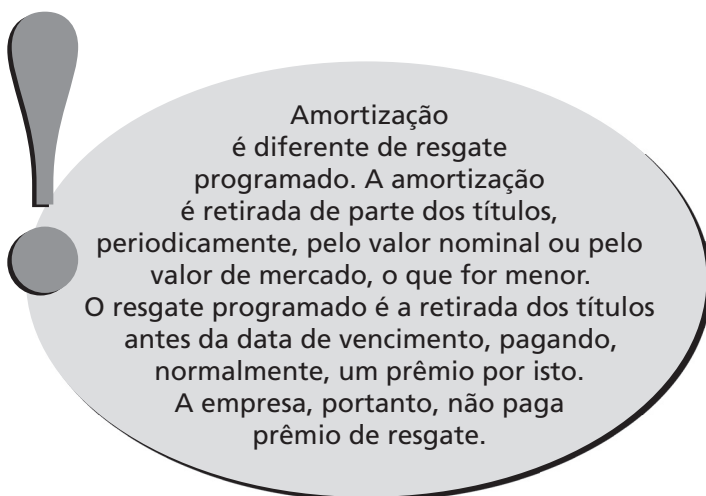 Amortização
é diferente de resgate
programado. A amortização
é retirada de parte dos títulos,
periodicamente, pelo valor nominal ou pelo
valor de mercado, o que for menor.
O resgate programado é a retirada dos títulos
antes da data de vencimento, pagando,
normalmente, um prêmio por isto.
A empresa, portanto, não paga
prêmio de resgate.